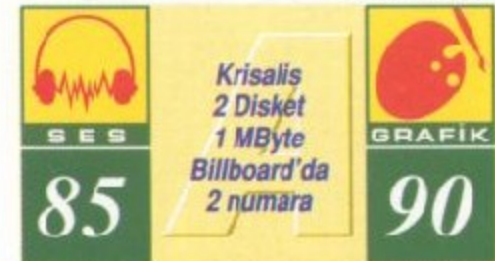 SES
85
Krisalis
2 Disket
1 MByte
Billboard'da
2 numara
A
GRAFİK
90